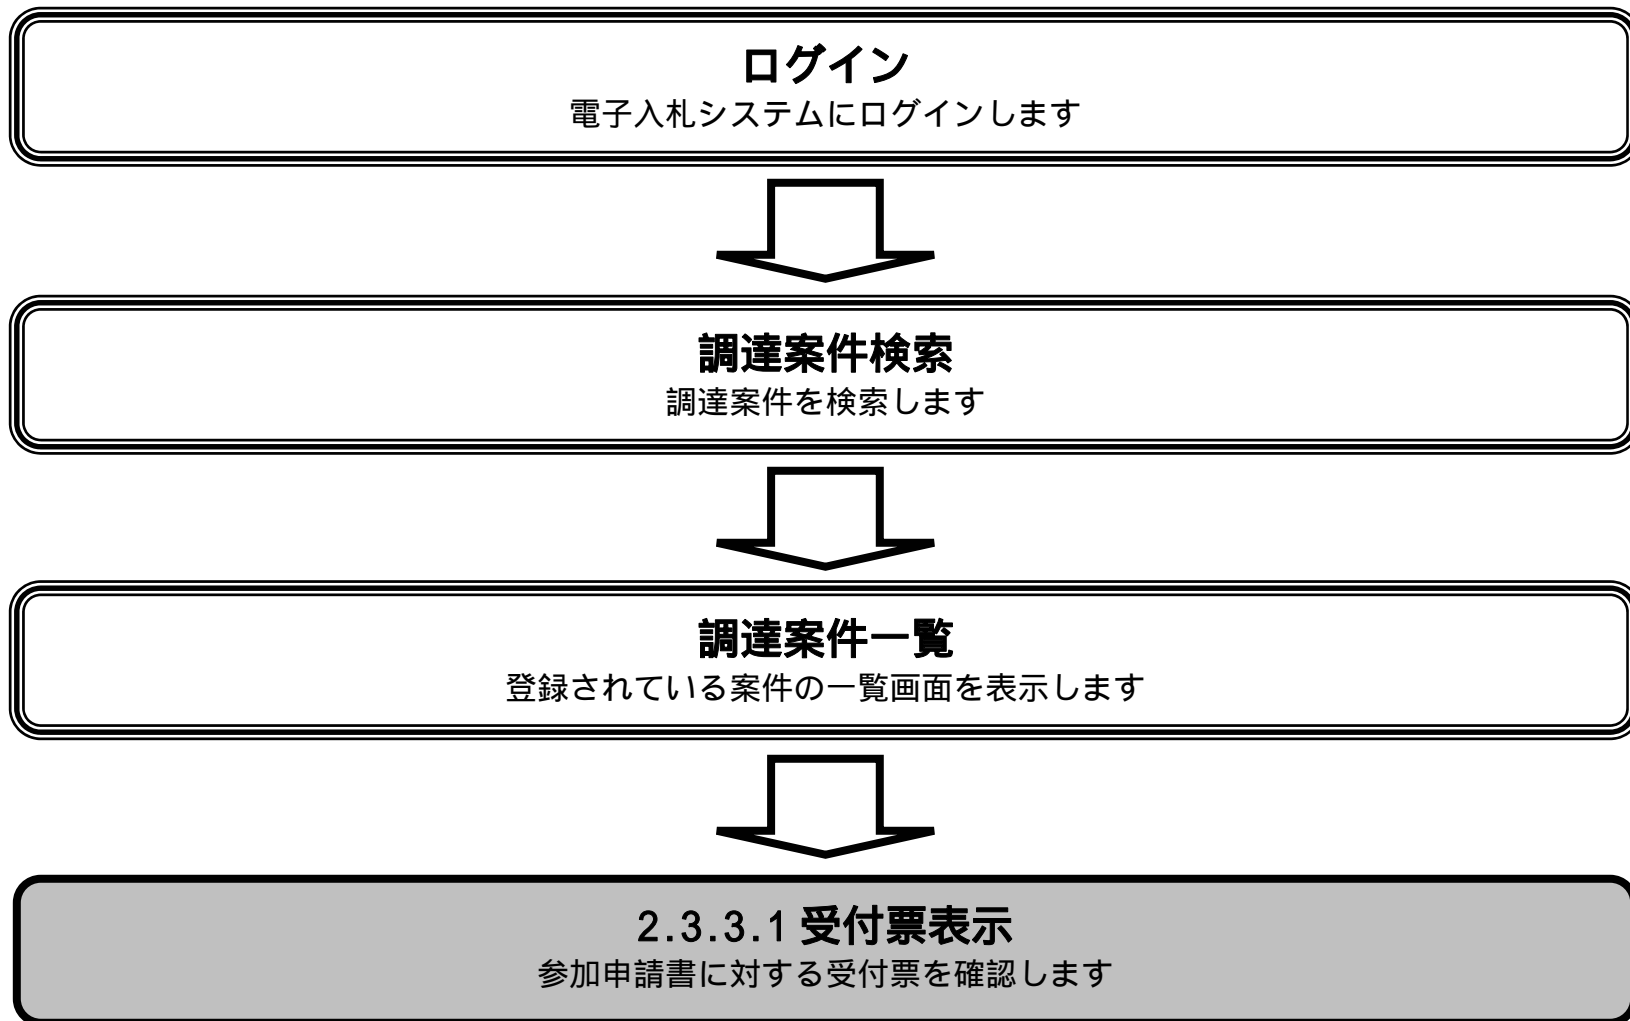 ログイン
電子入札システムにログインします
調達案件検索
調達案件を検索します
調達案件一覧
登録されている案件の一覧画面を表示します
2.3.3.1 受付票表示
参加申請書に対する受付票を確認します